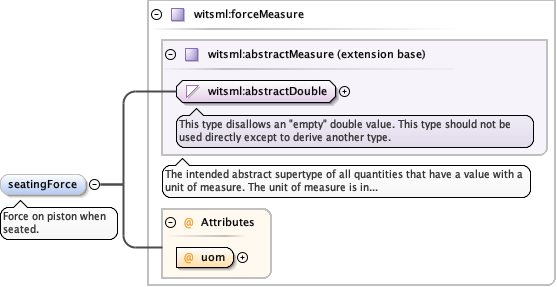 witsml:forceMeasure
witsml:abstractMeasure (extension base)
witsml:abstractDouble
This type disallows an "empty" double value. This type should not be
used directly except to derive another type.
The intended abstract supertype of all quantities that have a value with a
unit of measure. The unit of measure is in...
seatingForce
Force on piston when
seated.
@ Attributes
@ uom